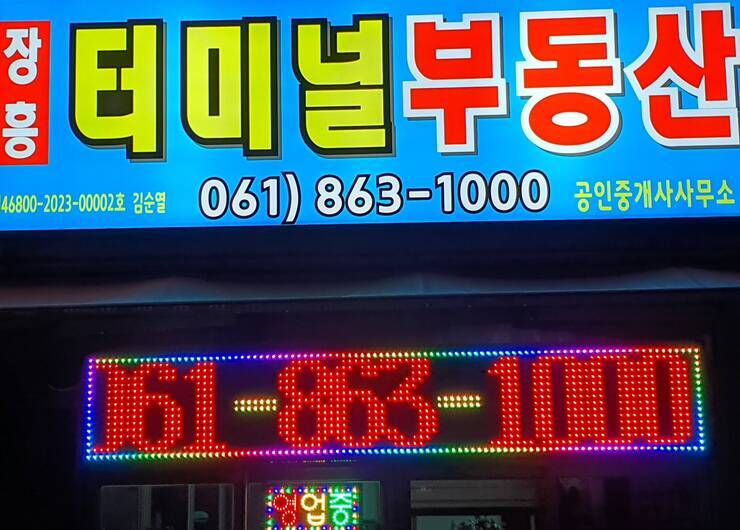 장흥 터미널부동산
46800-2023-00002호 김순열 061) 863-1000 공인중개사사무소
061-863-1000
영업중